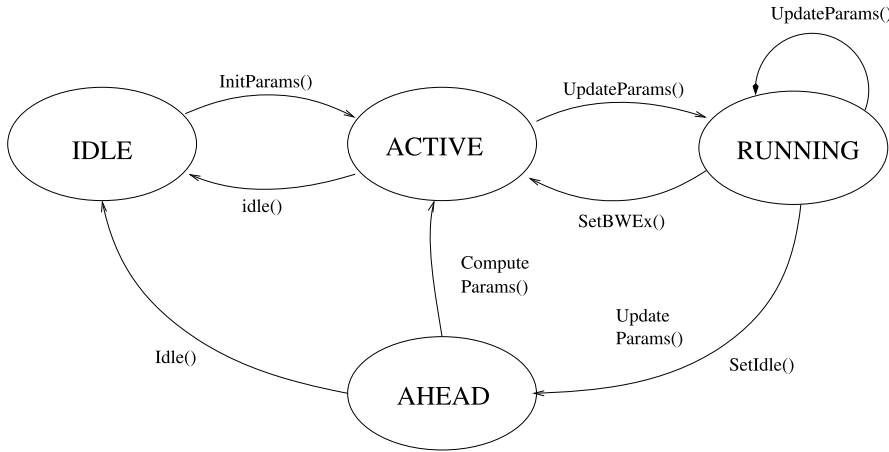 UpdateParams()
InitParams()
UpdateParams()
IDLE
ACTIVE
RUNNING
idle()
SetBWEx()
Compute
Params()
Update
Params()
Idle()
SetIdle()
AHEAD